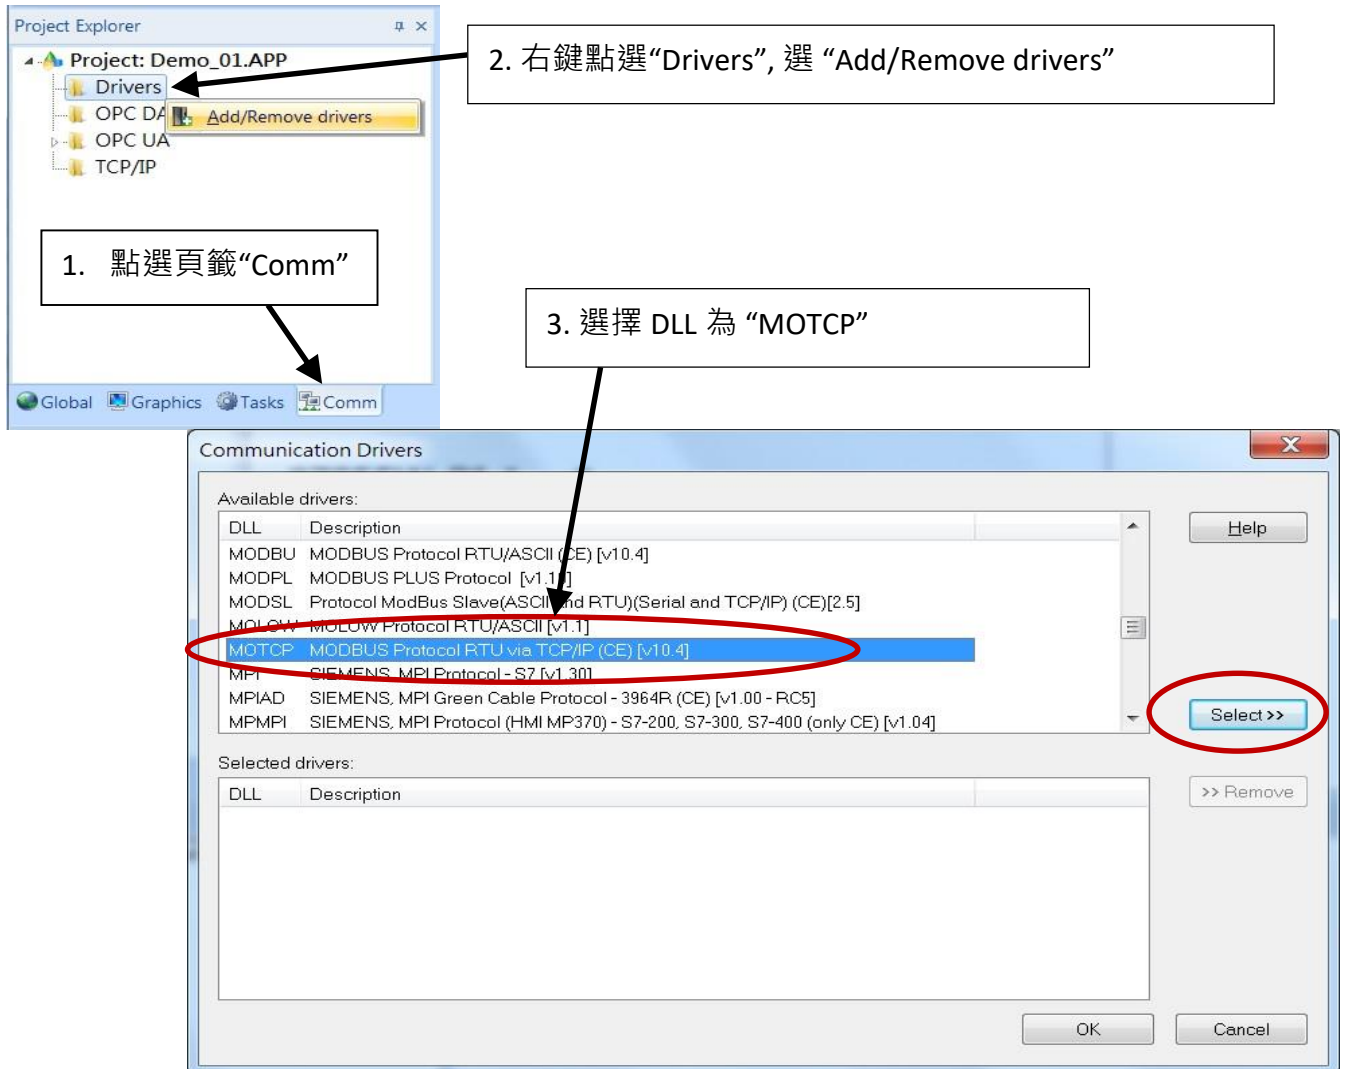 Project Explorer
Project: Demo_01.APP
Drivers
OPC DA
Add/Remove drivers
OPC UA
TCP/IP
2. 右鍵點選“Drivers”, 選 “Add/Remove drivers”
1. 點選頁籤“Comm”
3. 選擇 DLL 為 “MOTCP”
Global Graphics Tasks Comm
Communication Drivers
Available drivers:
DLL Description
MODBU MODBUS Protocol RTU/ASCII (CE) [v10.4]
MODPL MODBUS PLUS Protocol [v1.10]
MODSL Protocol ModBus Slave(ASCII and RTU)(Serial and TCP/IP) (CE)[2.5]
MOLOW MOLOW Protocol RTU/ASCII [v1.1]
MOTCP MODBUS Protocol RTU via TCP/IP (CE) [v10.4]
MPI SIEMENS, MPI Protocol - S7 [v1.30]
MPIAD SIEMENS, MPI Green Cable Protocol - 3964R (CE) [v1.00 - RC5]
MPMPI SIEMENS, MPI Protocol (HMI MP370) - S7-200, S7-300, S7-400 (only CE) [v1.04]
Help
Select >>
Selected drivers:
DLL Description
>> Remove
OK Cancel